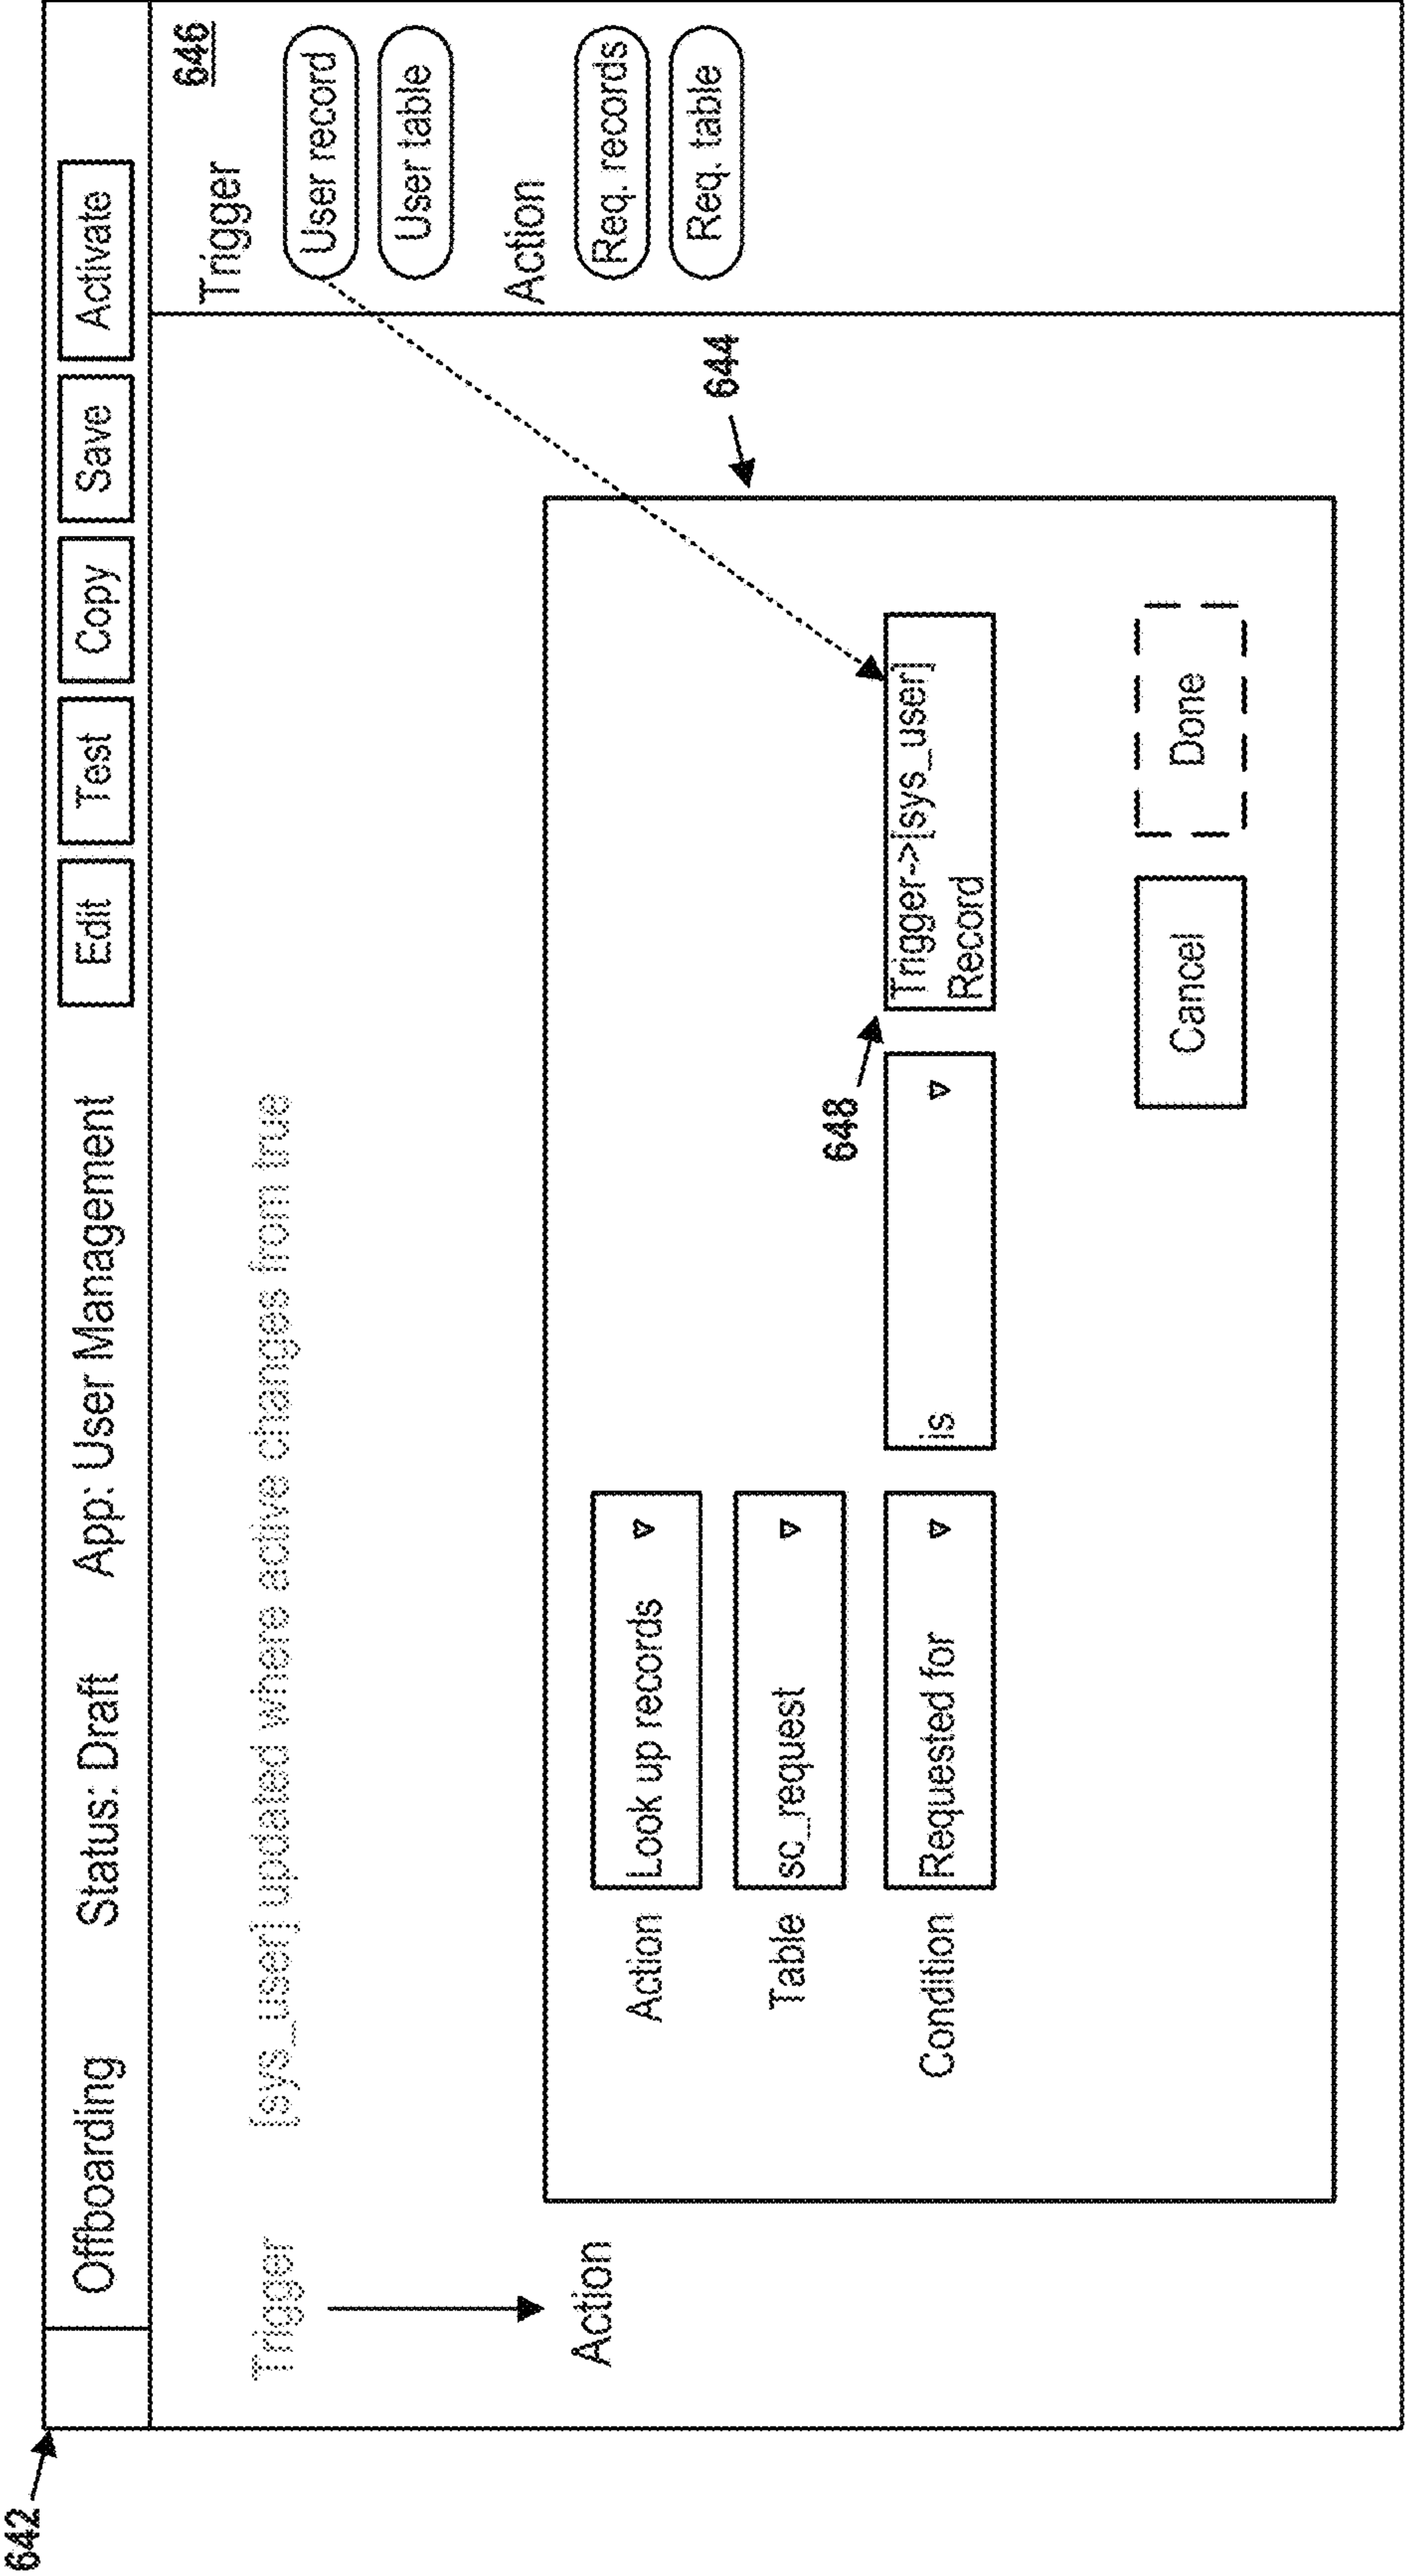 642
Offboarding Status: Draft App: User Management Edit Test Copy Save Activate
646
Trigger [sys_user] updated where active changes from true
Trigger
User record
User table
Action
Req. records
Req. table
644
Action
Action Look up records
Table sc_request
648
Condition Requested for is Trigger->[sys_user]
Record
Cancel Done